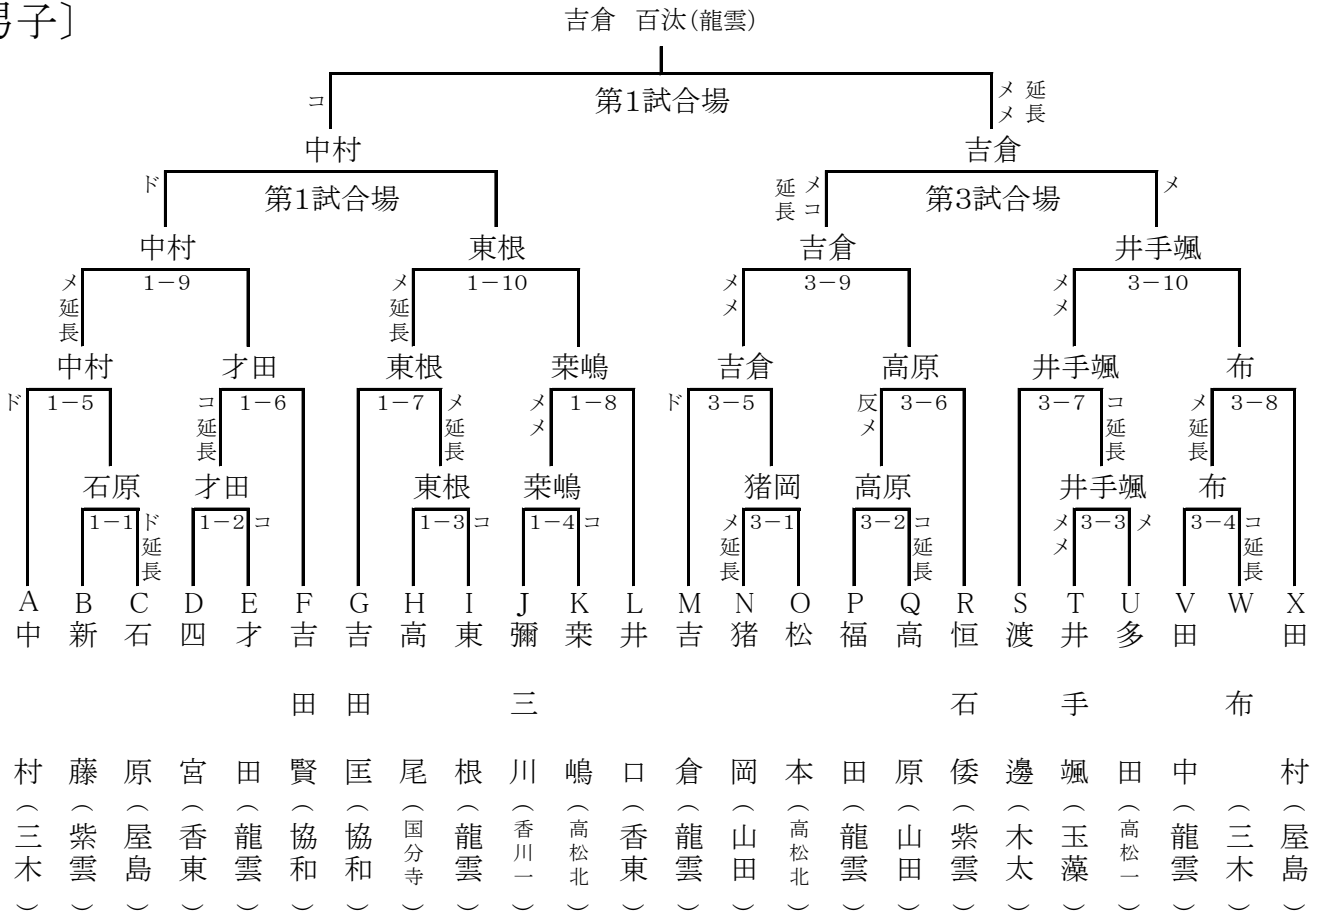 男子〕
吉倉 百汰(龍雲)
コ 第1試合場 メメ 延長
中村 吉倉
ド 第1試合場 延長 メコ 第3試合場 メ
中村 東根 吉倉 井手颯
メ延長 1-9 メ延長 1-10 メメ 3-9 メメ 3-10
中村 才田 東根 桒嶋 吉倉 高原 井手颯 布
ド 1-5 コ延長 1-6 1-7 メ延長 メメ 1-8 ド 3-5 反メ 3-6 3-7 コ延長 メ延長 3-8
石原 才田 東根 桒嶋 猪岡 高原 井手颯 布
1-1 ド延長 1-2 コ 1-3 コ 1-4 コ メ延長 3-1 3-2 コ延長 メメ 3-3 メ 3-4 コ延長
A 中村(三木)
B 新藤(紫雲)
C 石原(屋島)
D 四宮(香東)
E 才田(龍雲)
F 吉田賢(協和)
G 吉田匡(協和)
H 高尾(国分寺)
I 東根(龍雲)
J 彌三川(香川一)
K 桒嶋(高松北)
L 井口(香東)
M 吉倉(龍雲)
N 猪岡(山田)
O 松本(高松北)
P 福田(龍雲)
Q 高原(山田)
R 恒石倭(紫雲)
S 渡邊(木太)
T 井手颯(玉藻)
U 多田(高松一)
V 田中(龍雲)
W 布(三木)
X 田村(屋島)